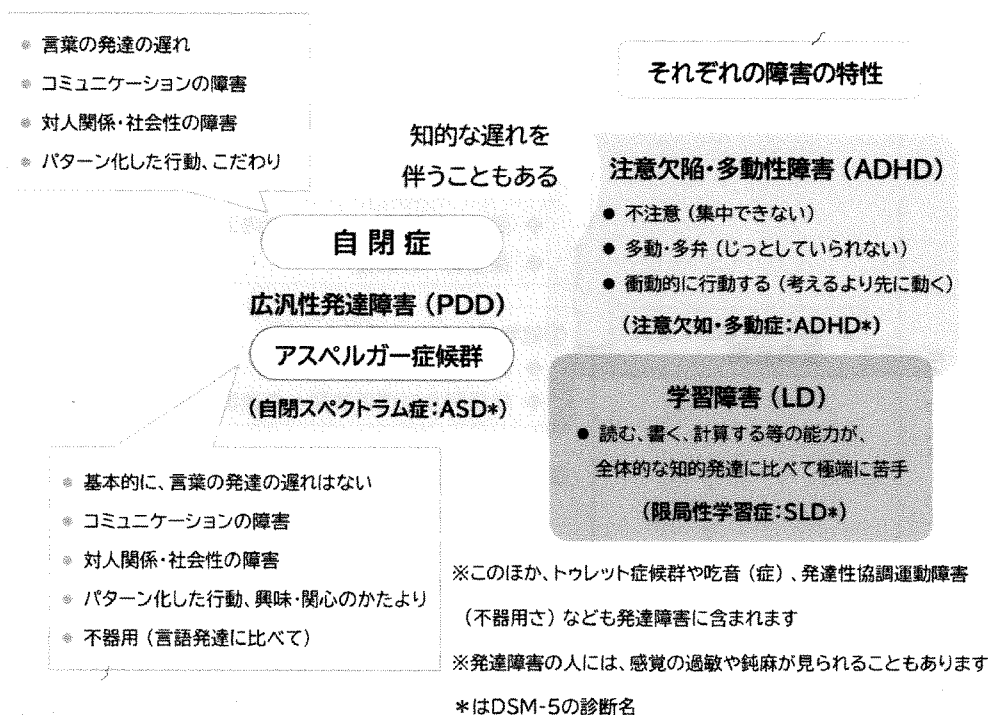 それぞれの障害の特性
● 言葉の発達の遅れ
● コミュニケーションの障害
● 対人関係・社会性の障害
● パターン化した行動、こだわり
知的な遅れを
伴うこともある
自閉症
広汎性発達障害（PDD）
アスペルガー症候群
（自閉スペクトラム症：ASD*）
● 基本的に、言葉の発達の遅れはない
● コミュニケーションの障害
● 対人関係・社会性の障害
● パターン化した行動、興味・関心のかたより
● 不器用（言語発達に比べて）
注意欠陥・多動性障害（ADHD）
● 不注意（集中できない）
● 多動・多弁（じっとしていられない）
● 衝動的に行動する（考えるより先に動く）
（注意欠如・多動症：ADHD*）
学習障害（LD）
● 読む、書く、計算する等の能力が、
全体的な知的発達に比べて極端に苦手
（限局性学習症：SLD*）
※このほか、トゥレット症候群や吃音（症）、発達性協調運動障害
（不器用さ）なども発達障害に含まれます
※発達障害の人には、感覚の過敏や鈍麻が見られることもあります
*はDSM-5の診断名